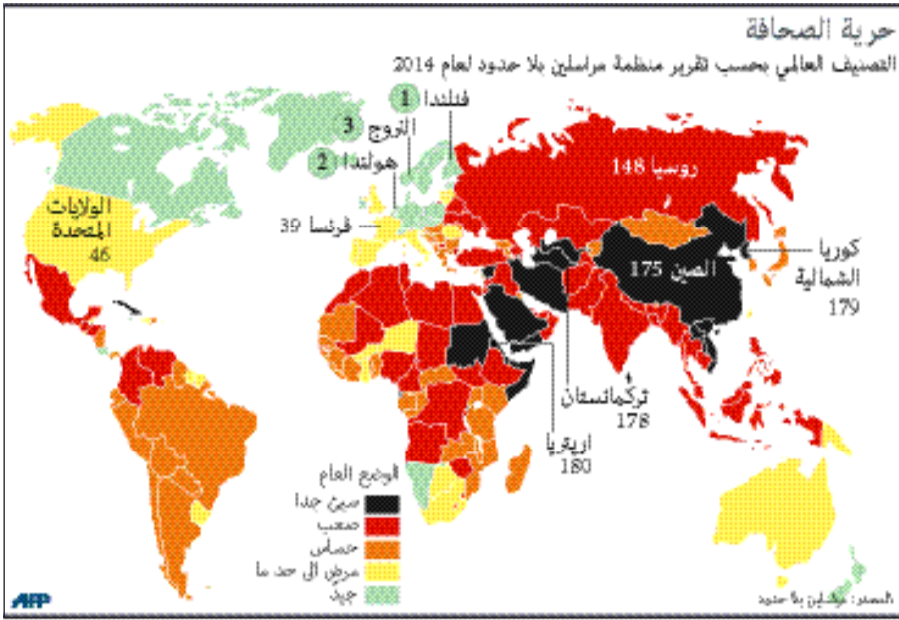 حرية الصحافة
التصنيف العالمي بحسب تقرير منظمة مراسلين بلا حدود لعام 2014
فنلندا 1
النروج 3
هولندا 2
فرنسا 39
الولايات
المتحدة
46
روسيا 148
الصين 175
كوريا
الشمالية
179
تركمانستان
178
اريتريا
180
الوضع العام
سيئ جدا
صعب
حساس
مرض الى حد ما
جيد
المصدر: مراسلين بلا حدود
AFP